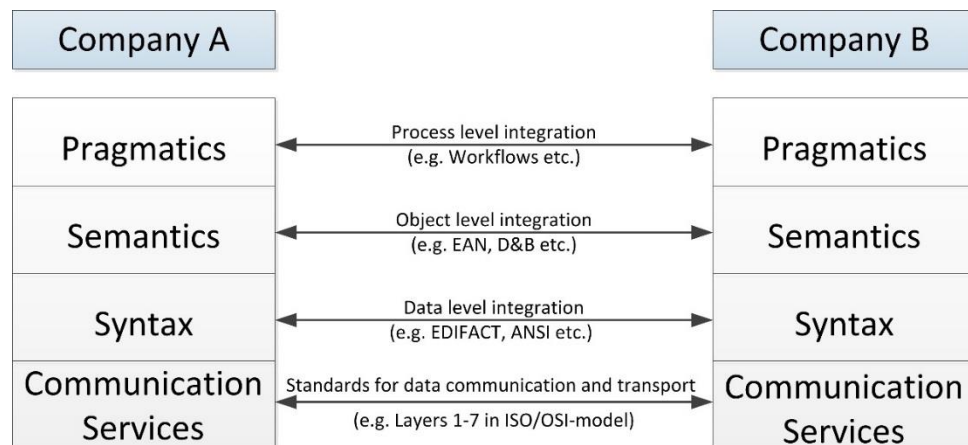 Company A
Company B
Pragmatics
Process level integration
(e.g. Workflows etc.)
Pragmatics
Semantics
Object level integration
(e.g. EAN, D&B etc.)
Semantics
Syntax
Data level integration
(e.g. EDIFACT, ANSI etc.)
Syntax
Communication
Services
Standards for data communication and transport
(e.g. Layers 1-7 in ISO/OSI-model)
Communication
Services